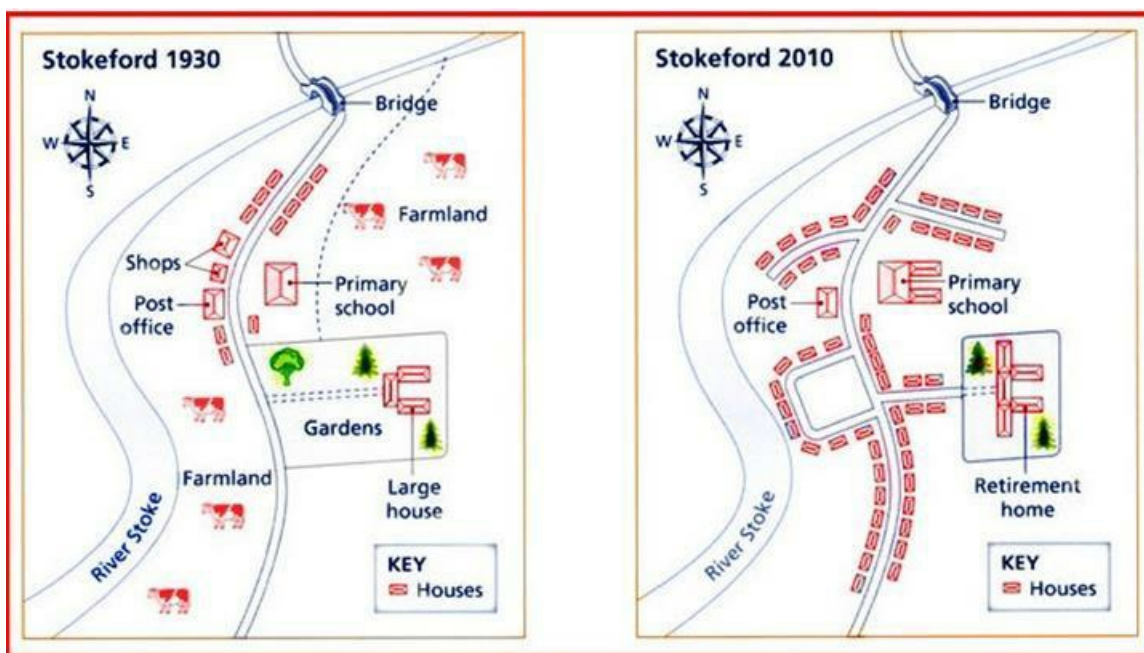 Stokeford 1930
N
W E
S
Bridge
Farmland
Shops
Primary
school
Post
office
Gardens
Farmland
Large
house
River Stoke
KEY
Houses
Stokeford 2010
N
W E
S
Bridge
Post
office
Primary
school
Retirement
home
River Stoke
KEY
Houses